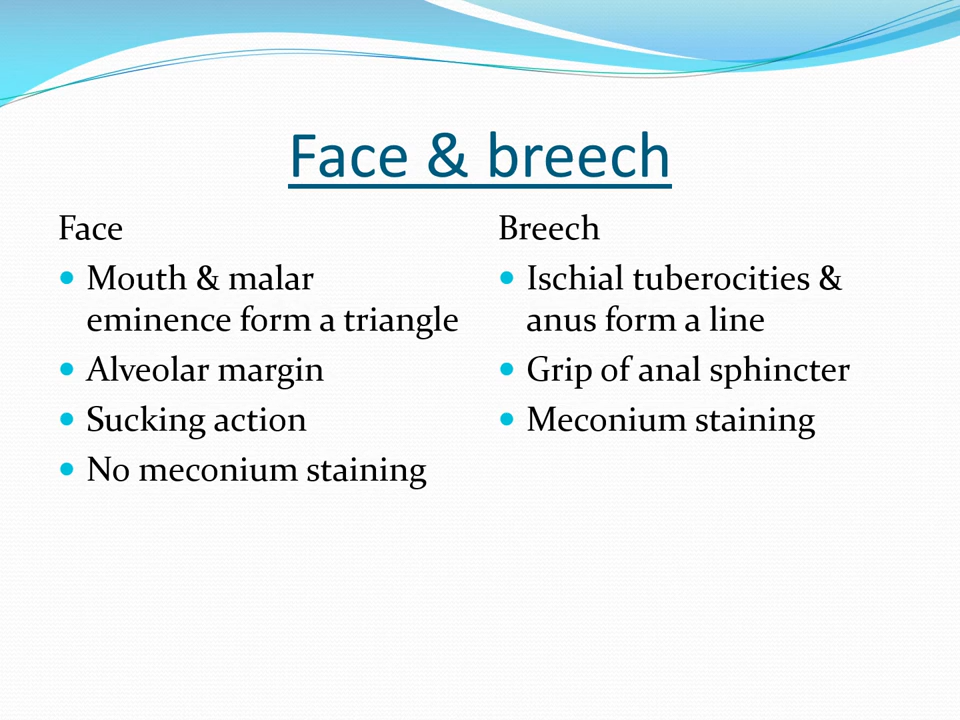 Face & breech
Face
Mouth & malar
eminence form a triangle
Alveolar margin
Sucking action
No meconium staining
Breech
Ischial tuberocities &
anus form a line
Grip of anal sphincter
Meconium staining